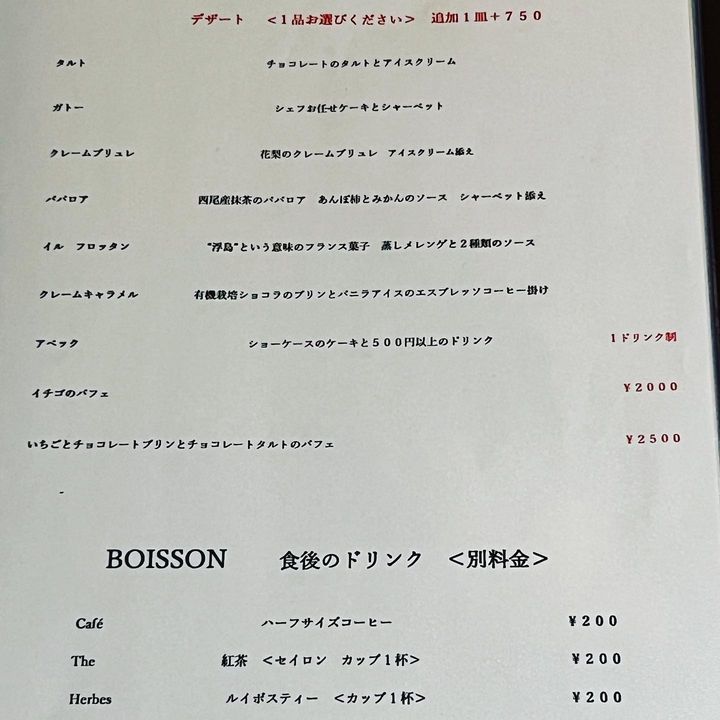 デザート　＜１品お選びください＞　追加１皿＋７５０
タルト　チョコレートのタルトとアイスクリーム
ガトー　シェフお任せケーキとシャーベット
クレームブリュレ　花梨のクレームブリュレ　アイスクリーム添え
ババロア　西尾産抹茶のババロア　あんぽ柿とみかんのソース　シャーベット添え
イル　フロッタン　“浮島”という意味のフランス菓子　蒸しメレンゲと２種類のソース
クレームキャラメル　有機栽培ショコラのプリンとバニラアイスのエスプレッソコーヒー掛け
アベック　ショーケースのケーキと５００円以上のドリンク　１ドリンク制
イチゴのパフェ　￥２０００
いちごとチョコレートプリンとチョコレートタルトのパフェ　￥２５００
-
BOISSON　食後のドリンク　＜別料金＞
Café　ハーフサイズコーヒー　￥２００
The　紅茶　＜セイロン　カップ１杯＞　￥２００
Herbes　ルイボスティー　＜カップ１杯＞　￥２００